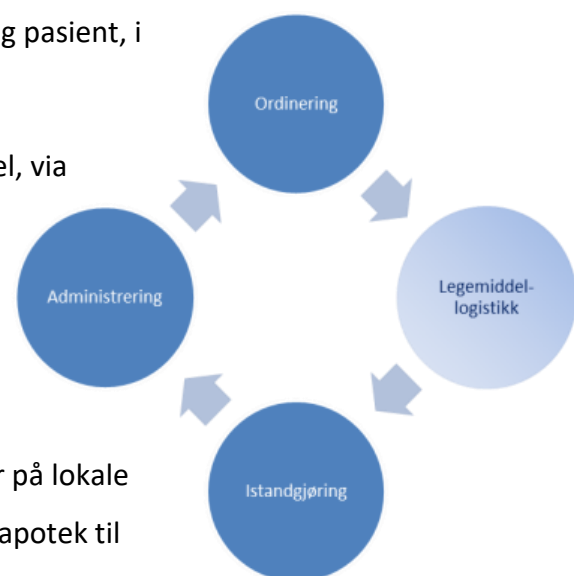 g pasient, i
el, via
r på lokale
apotek til
Ordinering
Legemiddel-
logistikk
Istandgjøring
Administrering